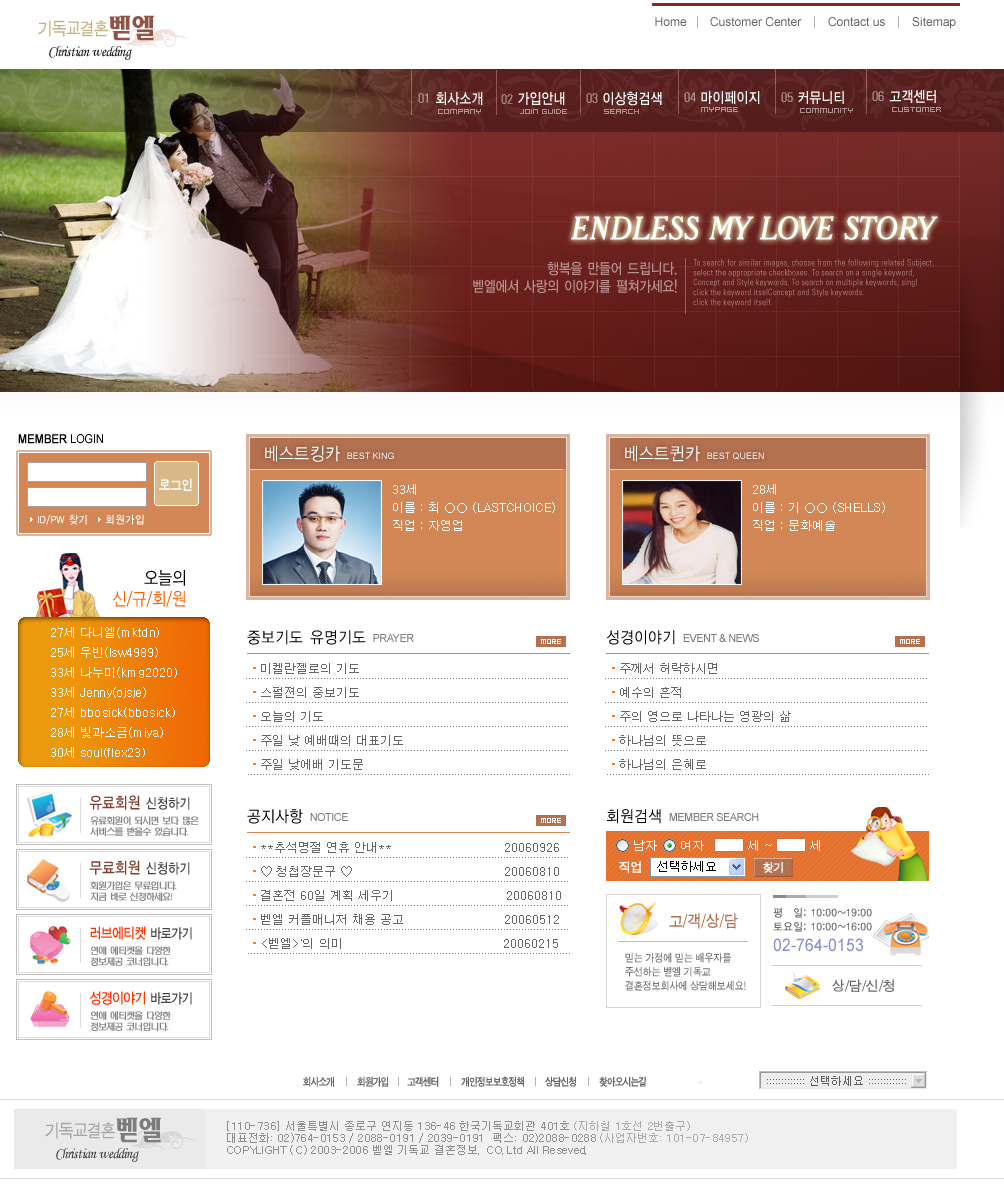 기독교결혼 벧엘
Christian wedding
Home
Customer Center
Contact us
Sitemap
01 회사소개
COMPANY
02 가입안내
JOIN GUIDE
03 이상형검색
SEARCH
04 마이페이지
MYPAGE
05 커뮤니티
COMMUNITY
06 고객센터
CUSTOMER
ENDLESS MY LOVE STORY
행복을 만들어 드립니다.
벧엘에서 사랑의 이야기를 펼쳐가세요!
To search for similar images, choose from the following related Subject,
select the appropriate checkboxes. To search on a single keyword,
Concept and Style keywords. To search on multiple keywords, singl
click the keyword itselConcept and Style keywords.
click the keyword itself.
MEMBER LOGIN
로그인
ID/PW 찾기
회원가입
오늘의
신/규/회/원
27세 다니엘(mktdn)
25세 우빈(lsw4989)
33세 나누미(kmg2020)
33세 Jenny(ojsje)
27세 bbosick(bbosick)
28세 빛과소금(miya)
30세 soul(flex23)
유료회원 신청하기
유료회원이 되시면 보다 많은
서비스를 받을수 있습니다.
무료회원 신청하기
회원가입은 무료입니다.
지금 바로 신청하세요!
러브에티켓 바로가기
연애 에티켓을 다양한
정보제공 코너입니다.
성경이야기 바로가기
연애 에티켓을 다양한
정보제공 코너입니다.
베스트킹카 BEST KING
33세
이름 : 최 ○○ (LASTCHOICE)
직업 : 자영업
베스트퀸카 BEST QUEEN
28세
이름 : 기 ○○ (SHELLS)
직업 : 문화예술
중보기도 유명기도 PRAYER
MORE
미켈란젤로의 기도
스펄젼의 중보기도
오늘의 기도
주일 낮 예배때의 대표기도
주일 낮예배 기도문
성경이야기 EVENT & NEWS
MORE
주께서 허락하시면
예수의 흔적
주의 영으로 나타나는 영광의 삶
하나님의 뜻으로
하나님의 은혜로
공지사항 NOTICE
MORE
**추석명절 연휴 안내** 20060926
♡ 청첩장문구 ♡ 20060810
결혼전 60일 계획 세우기 20060810
벧엘 커플매니저 채용 공고 20060512
<벧엘>'의 의미 20060215
회원검색 MEMBER SEARCH
남자 여자 세 ~ 세
직업 선택하세요 찾기
고/객/상/담
믿는 가정에 믿는 배우자를
주선하는 벧엘 기독교
결혼정보회사에 상담해보세요!
평 일: 10:00~19:00
토요일: 10:00~16:00
02-764-0153
상/담/신/청
회사소개
회원가입
고객센터
개인정보보호정책
상담신청
찾아오시는길
:::::::::::: 선택하세요 ::::::::::::
기독교결혼 벧엘
Christian wedding
[110-736] 서울특별시 종로구 연지동 136-46 한국기독교회관 401호 (지하철 1호선 2번출구)
대표전화: 02)764-0153 / 2088-0191 / 2039-0191 팩스: 02)2088-0288 (사업자번호: 101-07-84957)
COPYLIGHT (C) 2003-2006 벧엘 기독교 결혼정보, CO, Ltd All Reseved,